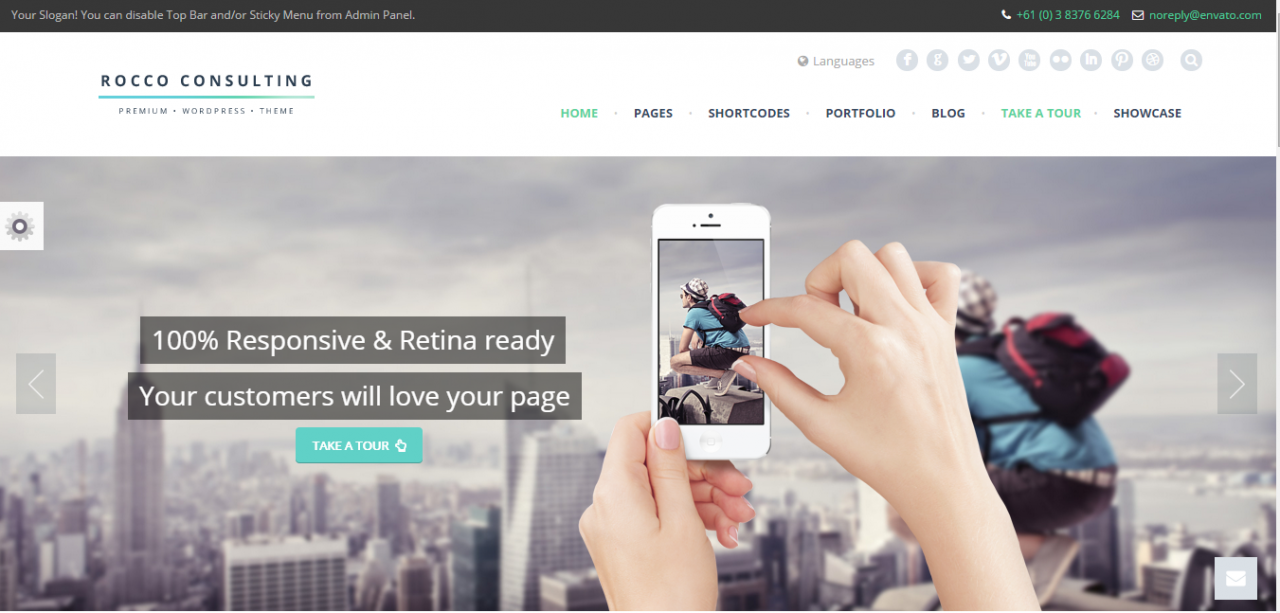 Your Slogan! You can disable Top Bar and/or Sticky Menu from Admin Panel.
+61 (0) 3 8376 6284 noreply@envato.com
Languages
ROCCO CONSULTING
PREMIUM • WORDPRESS • THEME
HOME • PAGES • SHORTCODES • PORTFOLIO • BLOG • TAKE A TOUR • SHOWCASE
100% Responsive & Retina ready
Your customers will love your page
TAKE A TOUR